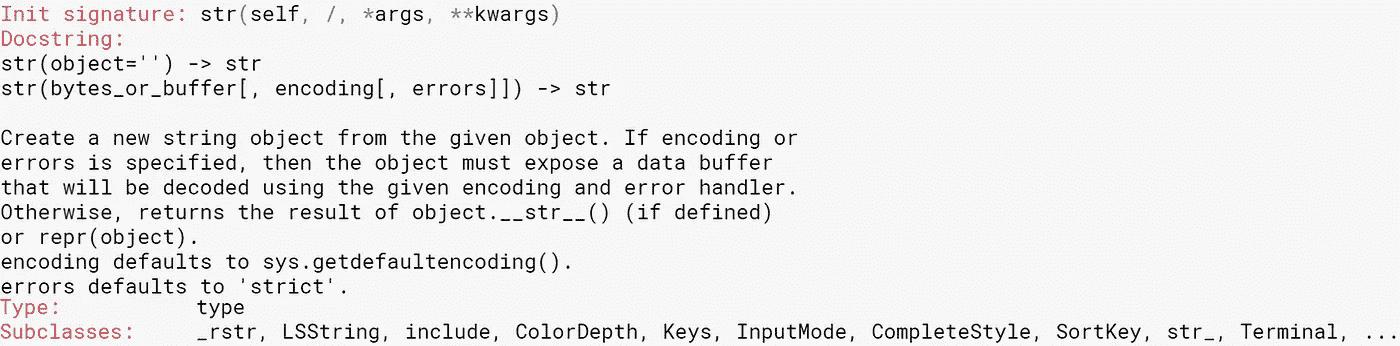 Init signature: str(self, /, *args, **kwargs)
Docstring:
str(object='') -> str
str(bytes_or_buffer[, encoding[, errors]]) -> str
Create a new string object from the given object. If encoding or
errors is specified, then the object must expose a data buffer
that will be decoded using the given encoding and error handler.
Otherwise, returns the result of object.__str__() (if defined)
or repr(object).
encoding defaults to sys.getdefaultencoding().
errors defaults to 'strict'.
Type: type
Subclasses: _rstr, LSString, include, ColorDepth, Keys, InputMode, CompleteStyle, SortKey, str_, Terminal, ...